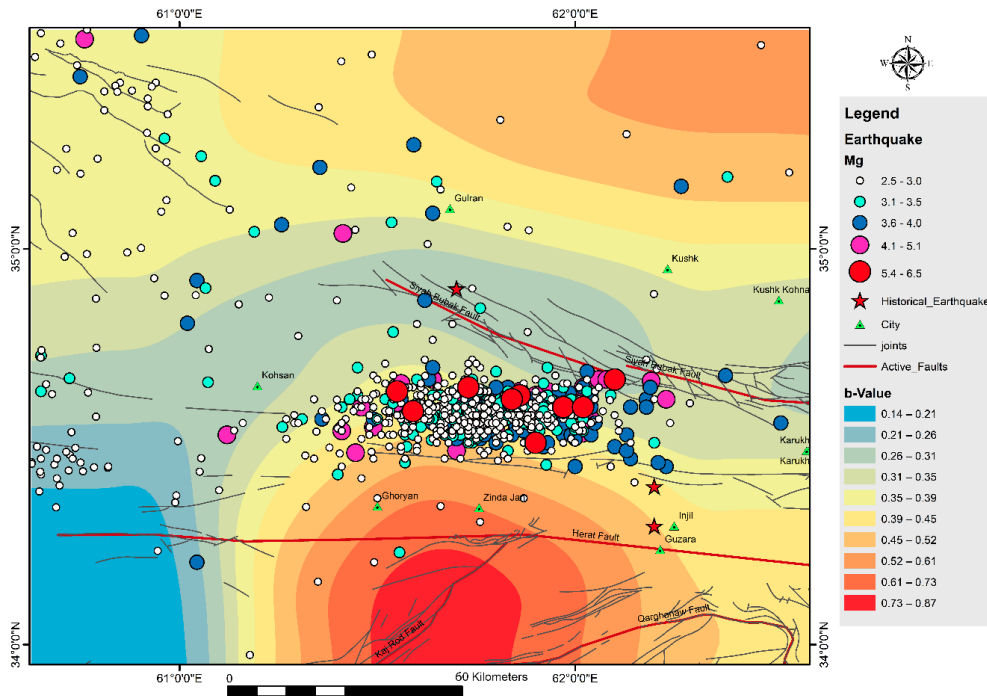 61°0'0"E 62°0'0"E
N
W E
S
35°0'0"N 35°0'0"N
34°0'0"N 34°0'0"N
Gulran
Kushk
Kushk Kohna
Siyah Bubak Fault
Siyah Bubak Fault
Kohsan
Karukh
Karukh
Ghoryan
Zinda Jan
Injil
Herat Fault
Guzara
Kaj Rod Fault
Qarghanaw Fault
61°0'0"E 62°0'0"E
0 60 Kilometers
Legend
Earthquake
Mg
2.5 - 3.0
3.1 - 3.5
3.6 - 4.0
4.1 - 5.1
5.4 - 6.5
Historical_Earthquake
City
joints
Active_Faults
b-Value
0.14 – 0.21
0.21 – 0.26
0.26 – 0.31
0.31 – 0.35
0.35 – 0.39
0.39 – 0.45
0.45 – 0.52
0.52 – 0.61
0.61 – 0.73
0.73 – 0.87